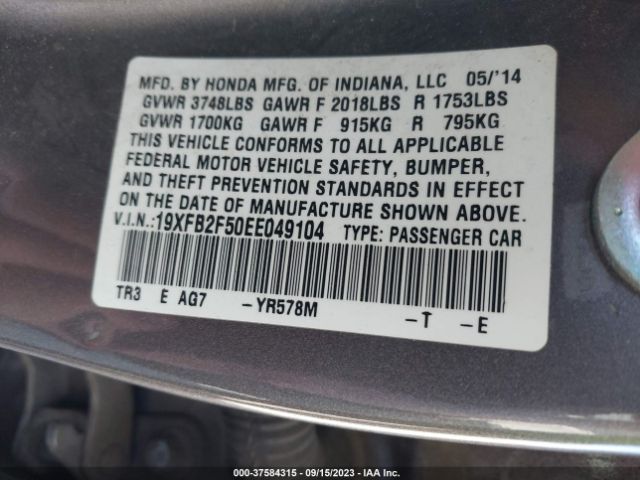 MFD. BY HONDA MFG. OF INDIANA, LLC 05/'14
GVWR 3748LBS GAWR F 2018LBS R 1753LBS
GVWR 1700KG GAWR F 915KG R 795KG
THIS VEHICLE CONFORMS TO ALL APPLICABLE
FEDERAL MOTOR VEHICLE SAFETY, BUMPER,
AND THEFT PREVENTION STANDARDS IN EFFECT
ON THE DATE OF MANUFACTURE SHOWN ABOVE.
V.I.N.:19XFB2F50EE049104 TYPE: PASSENGER CAR
TR3 E AG7 -YR578M -T -E
000-37584315 - 09/15/2023 - IAA Inc.